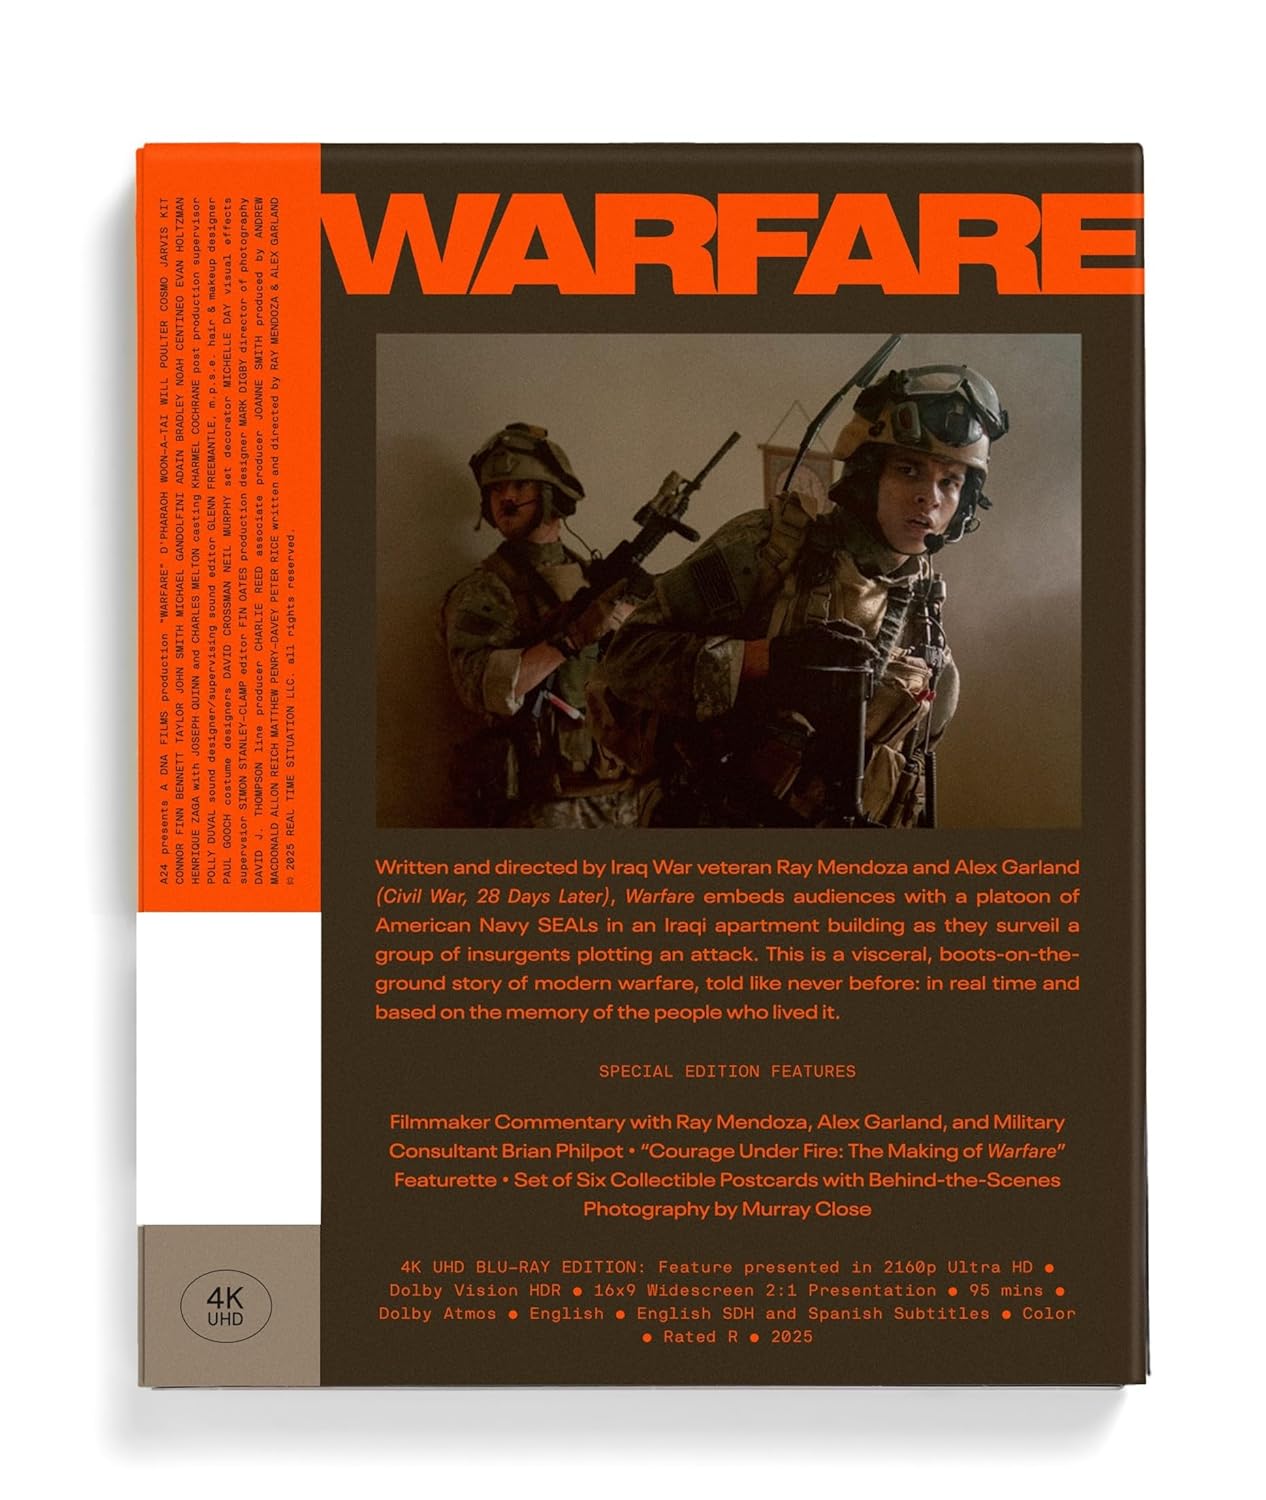 WARFARE
Written and directed by Iraq War veteran Ray Mendoza and Alex Garland
(Civil War, 28 Days Later), Warfare embeds audiences with a platoon of
American Navy SEALs in an Iraqi apartment building as they surveil a
group of insurgents plotting an attack. This is a visceral, boots-on-the-
ground story of modern warfare, told like never before: in real time and
based on the memory of the people who lived it.
SPECIAL EDITION FEATURES
Filmmaker Commentary with Ray Mendoza, Alex Garland, and Military
Consultant Brian Philpot • “Courage Under Fire: The Making of Warfare”
Featurette • Set of Six Collectible Postcards with Behind-the-Scenes
Photography by Murray Close
4K UHD BLU-RAY EDITION: Feature presented in 2160p Ultra HD ●
Dolby Vision HDR ● 16x9 Widescreen 2:1 Presentation ● 95 mins ●
Dolby Atmos ● English ● English SDH and Spanish Subtitles ● Color
● Rated R ● 2025
A24 presents A DNA FILMS production "WARFARE" D'PHARAOH WOON-A-TAI WILL POULTER COSMO JARVIS KIT
CONNOR FINN BENNETT TAYLOR JOHN SMITH MICHAEL GANDOLFINI ADAIN BRADLEY NOAH CENTINEO EVAN HOLTZMAN
HENRIQUE ZAGA with JOSEPH QUINN and CHARLES MELTON casting KHARMEL COCHRANE post production supervisor
POLLY DUVAL sound designer/supervising sound editor GLENN FREEMANTLE, m.p.s.e. hair & makeup designer
PAUL GOOCH costume designers DAVID CROSSMAN NEIL MURPHY set decorator MICHELLE DAY visual effects
supervsior SIMON STANLEY-CLAMP editor FIN OATES production designer MARK DIGBY director of photography
DAVID J. THOMPSON line producer CHARLIE REED associate producer JOANNE SMITH produced by ANDREW
MACDONALD ALLON REICH MATTHEW PENRY-DAVEY PETER RICE written and directed by RAY MENDOZA & ALEX GARLAND
© 2025 REAL TIME SITUATION LLC. all rights reserved.
4K
UHD